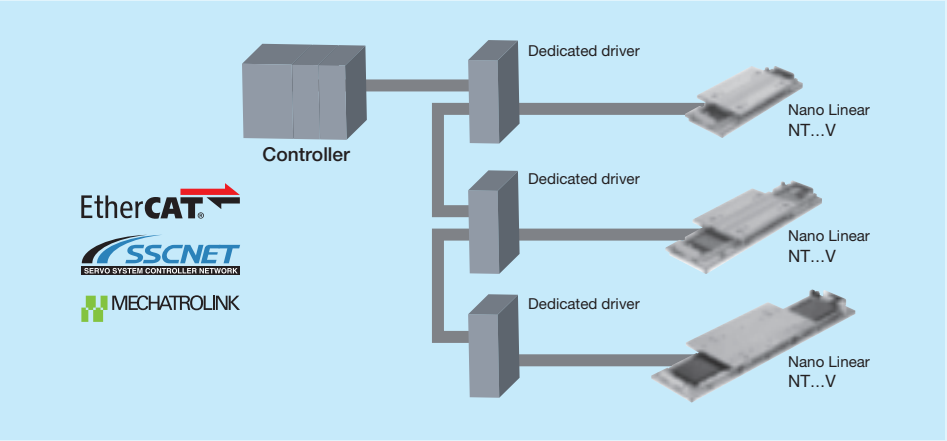 Dedicated driver
Controller
Nano Linear
NT...V
EtherCAT®
SSCNET
SERVO SYSTEM CONTROLLER NETWORK
MECHATROLINK
Dedicated driver
Nano Linear
NT...V
Dedicated driver
Nano Linear
NT...V